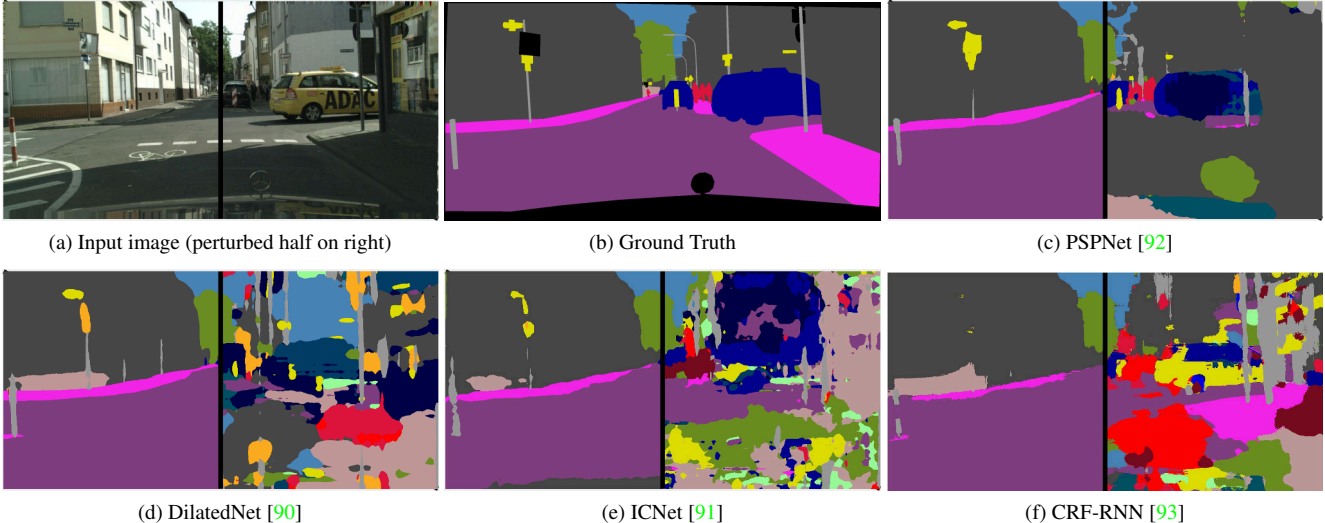 ADAC
(a) Input image (perturbed half on right)
(b) Ground Truth
(c) PSPNet [92]
(d) DilatedNet [90]
(e) ICNet [91]
(f) CRF-RNN [93]